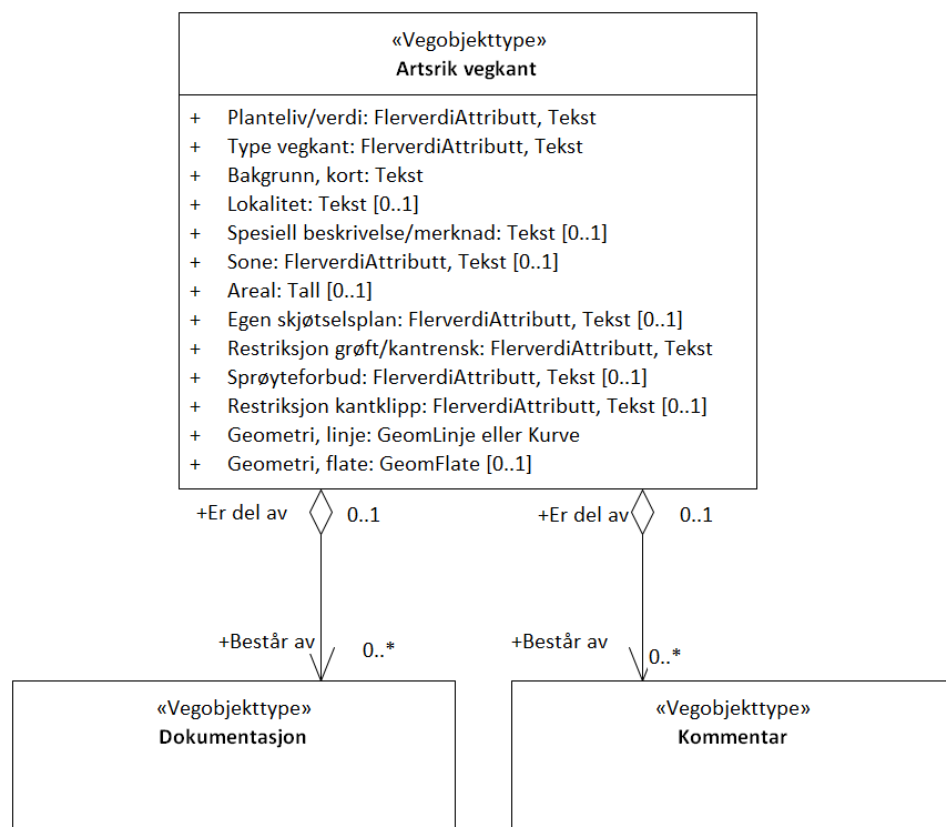 «Vegobjekttype»
Artsrik vegkant
+ Planteliv/verdi: FlerverdiAttributt, Tekst
+ Type vegkant: FlerverdiAttributt, Tekst
+ Bakgrunn, kort: Tekst
+ Lokalitet: Tekst [0..1]
+ Spesiell beskrivelse/merknad: Tekst [0..1]
+ Sone: FlerverdiAttributt, Tekst [0..1]
+ Areal: Tall [0..1]
+ Egen skjøtselsplan: FlerverdiAttributt, Tekst [0..1]
+ Restriksjon grøft/kantrensk: FlerverdiAttributt, Tekst
+ Sprøyteforbud: FlerverdiAttributt, Tekst [0..1]
+ Restriksjon kantklipp: FlerverdiAttributt, Tekst [0..1]
+ Geometri, linje: GeomLinje eller Kurve
+ Geometri, flate: GeomFlate [0..1]
+Er del av 0..1 +Er del av 0..1
+Består av 0..* +Består av 0..*
«Vegobjekttype»
Dokumentasjon
«Vegobjekttype»
Kommentar